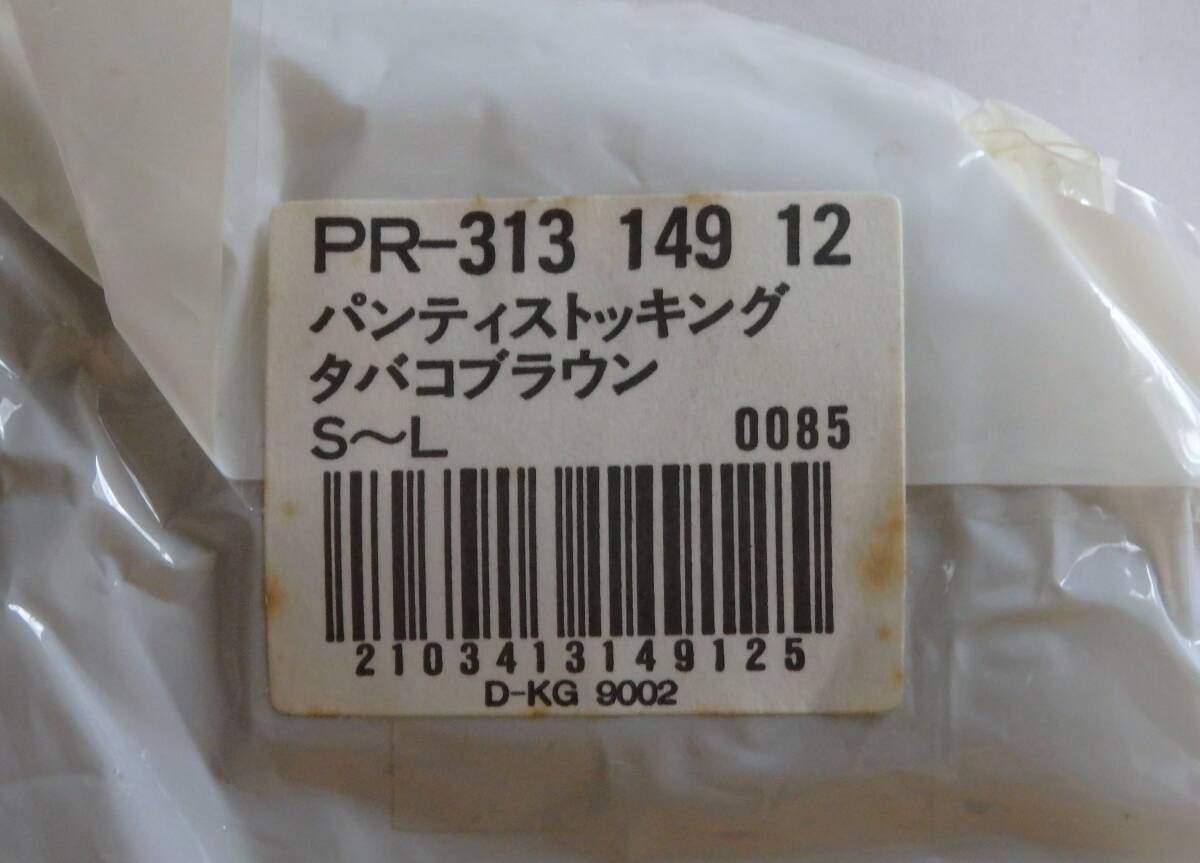 PR-313 149 12
パンティストッキング
タバコブラウン
S～L 0085
2103413149125
D-KG 9002